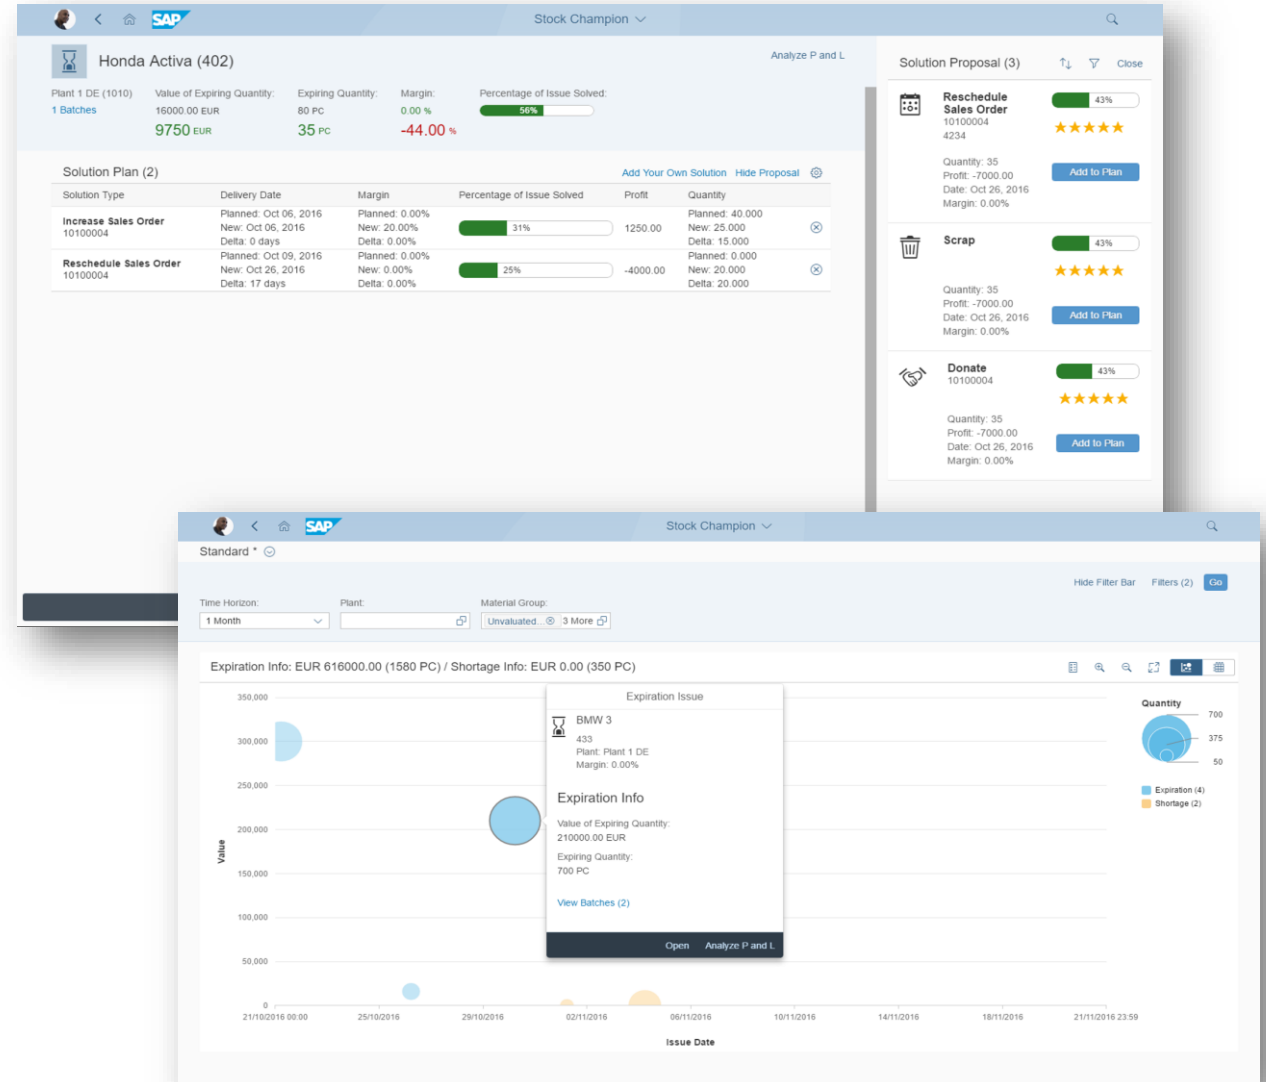 SAP
Stock Champion
Honda Activa (402)
Analyze P and L
Plant 1 DE (1010)
1 Batches
Value of Expiring Quantity:
16000.00 EUR
9750 EUR
Expiring Quantity:
80 PC
35 PC
Margin:
0.00 %
-44.00 %
Percentage of Issue Solved:
56%
Solution Plan (2)
Add Your Own Solution Hide Proposal
Solution Type Delivery Date Margin Percentage of Issue Solved Profit Quantity
Increase Sales Order
10100004
Planned: Oct 06, 2016
New: Oct 06, 2016
Delta: 0 days
Planned: 0.00%
New: 20.00%
Delta: 0.00%
31%
1250.00
Planned: 40.000
New: 25.000
Delta: 15.000
Reschedule Sales Order
10100004
Planned: Oct 09, 2016
New: Oct 26, 2016
Delta: 17 days
Planned: 0.00%
New: 0.00%
Delta: 0.00%
25%
-4000.00
Planned: 0.000
New: 20.000
Delta: 20.000
Solution Proposal (3)
Close
Reschedule
Sales Order
10100004
4234
43%
Quantity: 35
Profit: -7000.00
Date: Oct 26, 2016
Margin: 0.00%
Add to Plan
Scrap
43%
Quantity: 35
Profit: -7000.00
Date: Oct 26, 2016
Margin: 0.00%
Add to Plan
Donate
10100004
43%
Quantity: 35
Profit: -7000.00
Date: Oct 26, 2016
Margin: 0.00%
Add to Plan
SAP
Stock Champion
Standard *
Hide Filter Bar Filters (2) Go
Time Horizon:
1 Month
Plant:
Material Group:
Unvaluated... 3 More
Expiration Info: EUR 616000.00 (1580 PC) / Shortage Info: EUR 0.00 (350 PC)
350,000
300,000
250,000
200,000
150,000
100,000
50,000
0
Value
21/10/2016 00:00 25/10/2016 29/10/2016 02/11/2016 06/11/2016 10/11/2016 14/11/2016 18/11/2016 21/11/2016 23:59
Issue Date
Expiration Issue
BMW 3
433
Plant: Plant 1 DE
Margin: 0.00%
Expiration Info
Value of Expiring Quantity:
210000.00 EUR
Expiring Quantity:
700 PC
View Batches (2)
Open Analyze P and L
Quantity
700
375
50
Expiration (4)
Shortage (2)